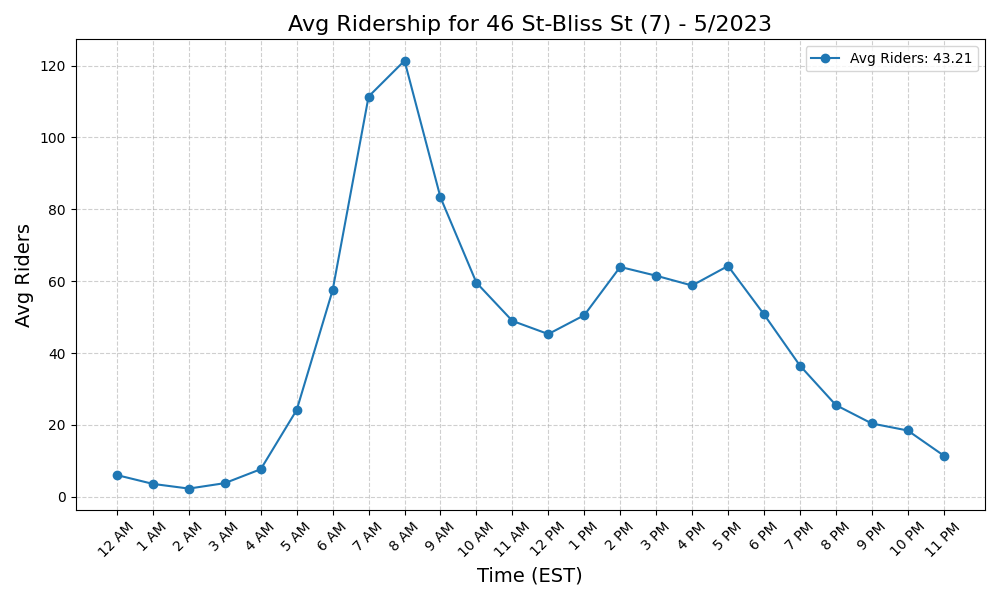 Avg Ridership for 46 St-Bliss St (7) - 5/2023
Avg Riders: 43.21
Avg Riders
120
100
80
60
40
20
0
12 AM
1 AM
2 AM
3 AM
4 AM
5 AM
6 AM
7 AM
8 AM
9 AM
10 AM
11 AM
12 PM
1 PM
2 PM
3 PM
4 PM
5 PM
6 PM
7 PM
8 PM
9 PM
10 PM
11 PM
Time (EST)